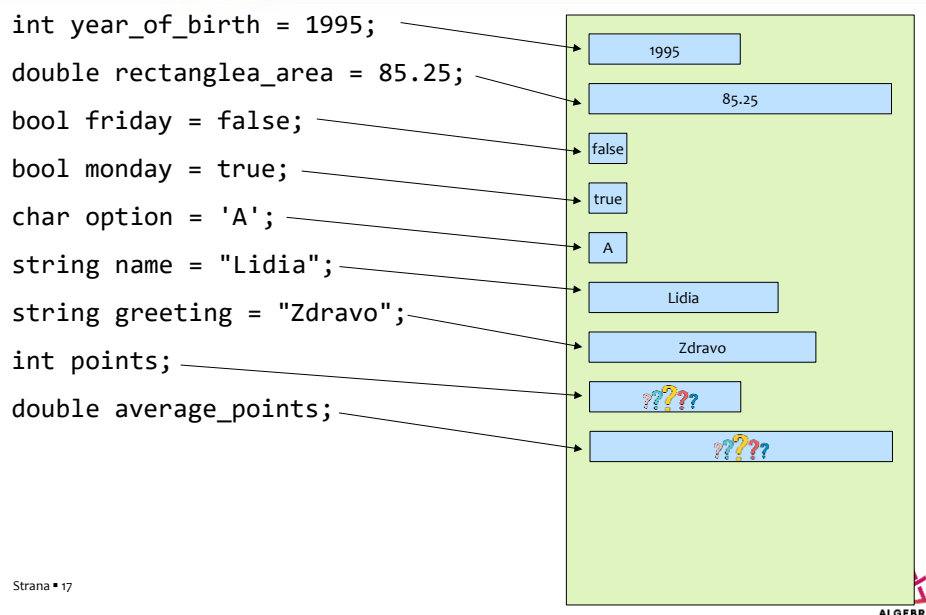 int year_of_birth = 1995;
1995
double rectanglea_area = 85.25;
85.25
bool friday = false;
false
bool monday = true;
true
char option = 'A';
A
string name = "Lidia";
Lidia
string greeting = "Zdravo";
Zdravo
int points;
?????
double average_points;
?????
Strana ▪ 17